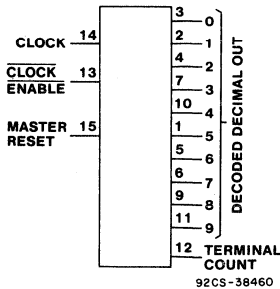 3 0
14 2 1
CLOCK 4 2
CLOCK 13 7 3
ENABLE 10 4
MASTER 15 1 5
RESET 5 6
6 7
9 8
11 9
DECODED DECIMAL OUT
12 TERMINAL
COUNT
92CS-38460